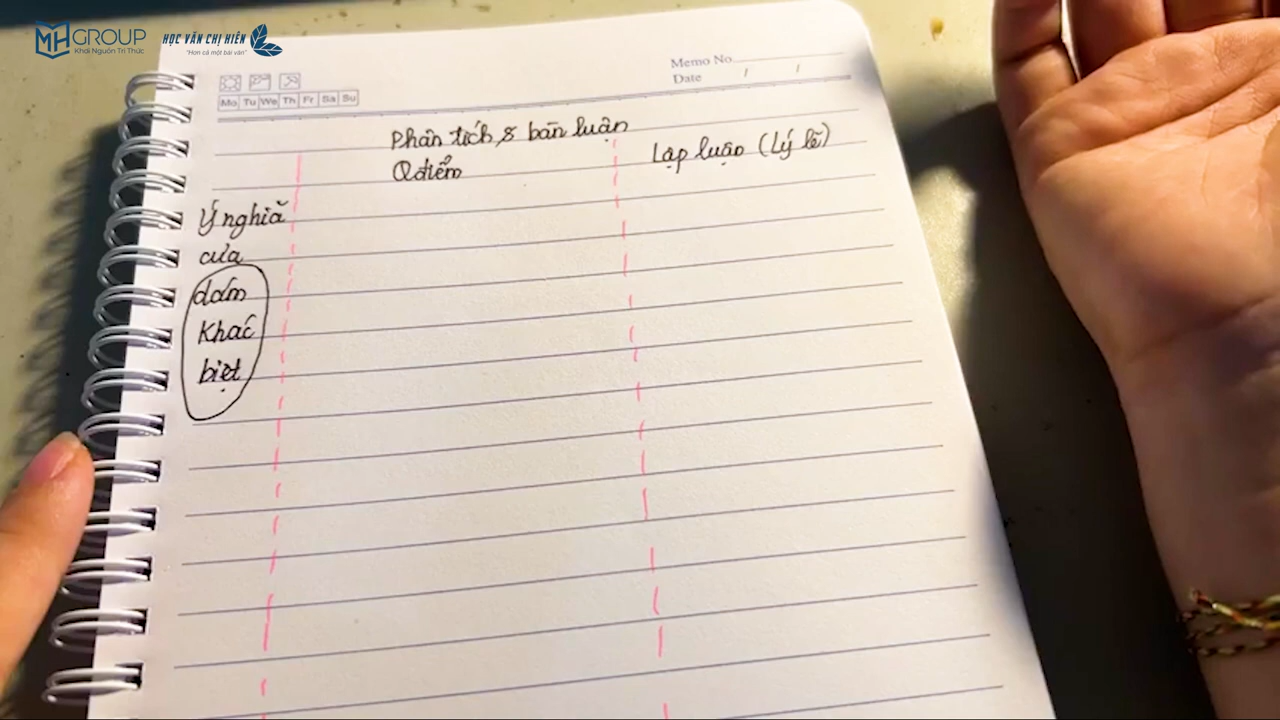 MH GROUP
Khơi Nguồn Tri Thức
HỌC VĂN CHỊ HIÊN
"Hơn cả một bài văn"
Memo No.
Date / /
Mo Tu We Th Fr Sa Su
Phân tích & bàn luận
Qđiểm
Lập luận (Lý lẽ)
Ý nghĩa
của
dám
khác
biệt